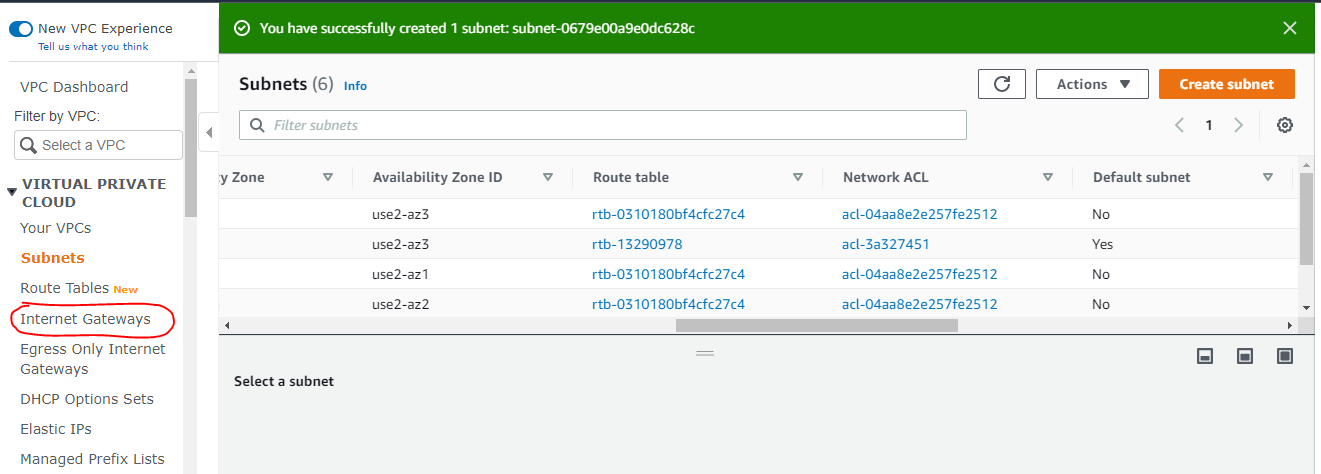 New VPC Experience
Tell us what you think
VPC Dashboard
Filter by VPC:
Select a VPC
VIRTUAL PRIVATE
CLOUD
Your VPCs
Subnets
Route Tables New
Internet Gateways
Egress Only Internet
Gateways
DHCP Options Sets
Elastic IPs
Managed Prefix Lists
You have successfully created 1 subnet: subnet-0679e00a9e0dc628c
Subnets (6) Info
Actions
Create subnet
Filter subnets
1
y Zone Availability Zone ID Route table Network ACL Default subnet
use2-az3 rtb-0310180bf4cfc27c4 acl-04aa8e2e257fe2512 No
use2-az3 rtb-13290978 acl-3a327451 Yes
use2-az1 rtb-0310180bf4cfc27c4 acl-04aa8e2e257fe2512 No
use2-az2 rtb-0310180bf4cfc27c4 acl-04aa8e2e257fe2512 No
Select a subnet